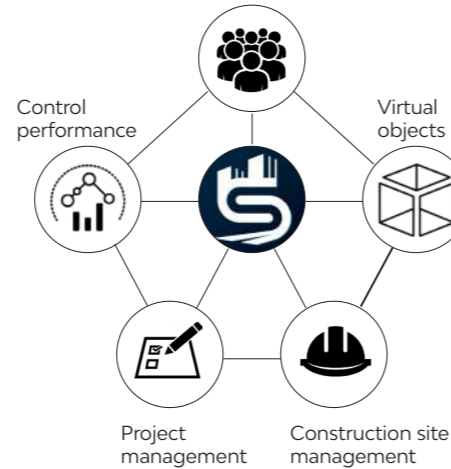 Control
performance
Virtual
objects
Project
management
Construction site
management